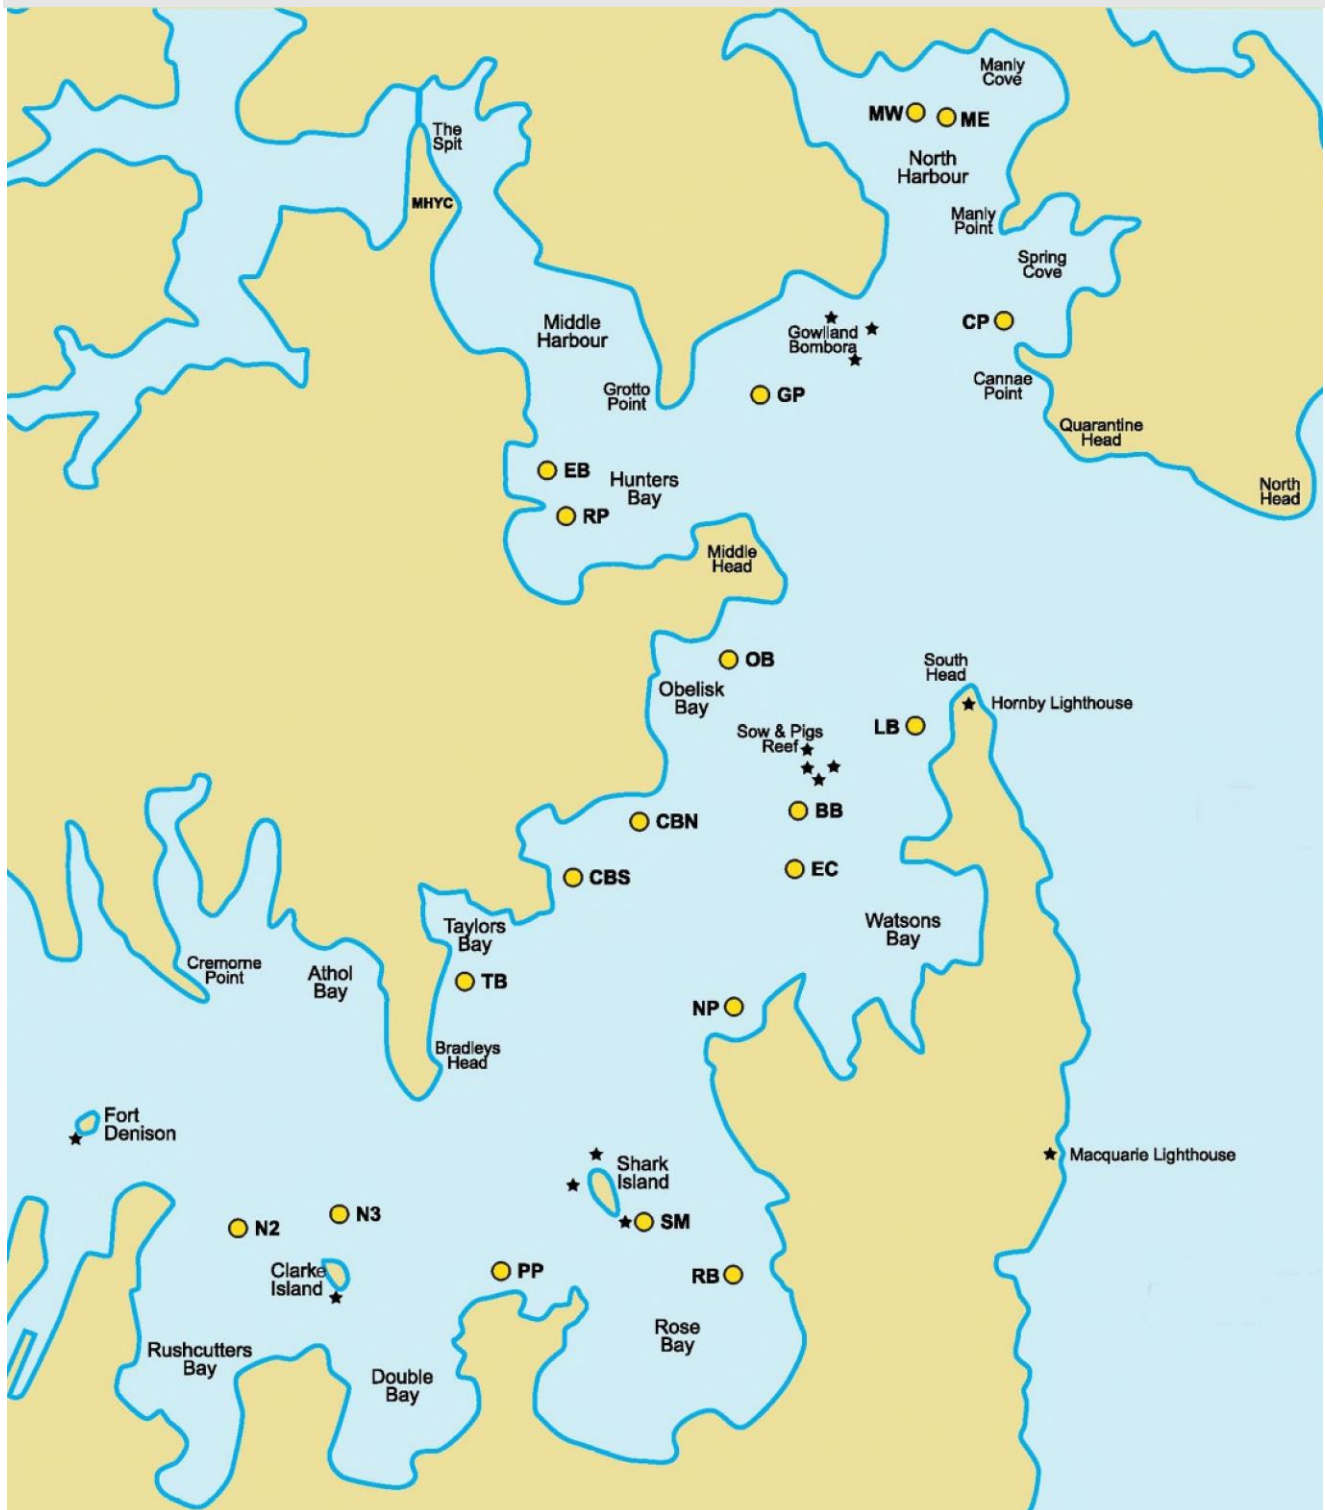 Manly
Cove
MW
ME
The
Spit
North
Harbour
MHYC
Manly
Point
Spring
Cove
CP
Middle
Harbour
Gowlland
Bombora
Grotto
Point
GP
Cannae
Point
Quarantine
Head
EB
Hunters
Bay
North
Head
RP
Middle
Head
OB
South
Head
Obelisk
Bay
Hornby Lighthouse
LB
Sow & Pigs
Reef
BB
CBN
EC
CBS
Taylors
Bay
Watsons
Bay
Cremorne
Point
Athol
Bay
TB
NP
Bradleys
Head
Fort
Denison
Macquarie Lighthouse
Shark
Island
N3
N2
SM
Clarke
Island
PP
RB
Rose
Bay
Rushcutters
Bay
Double
Bay